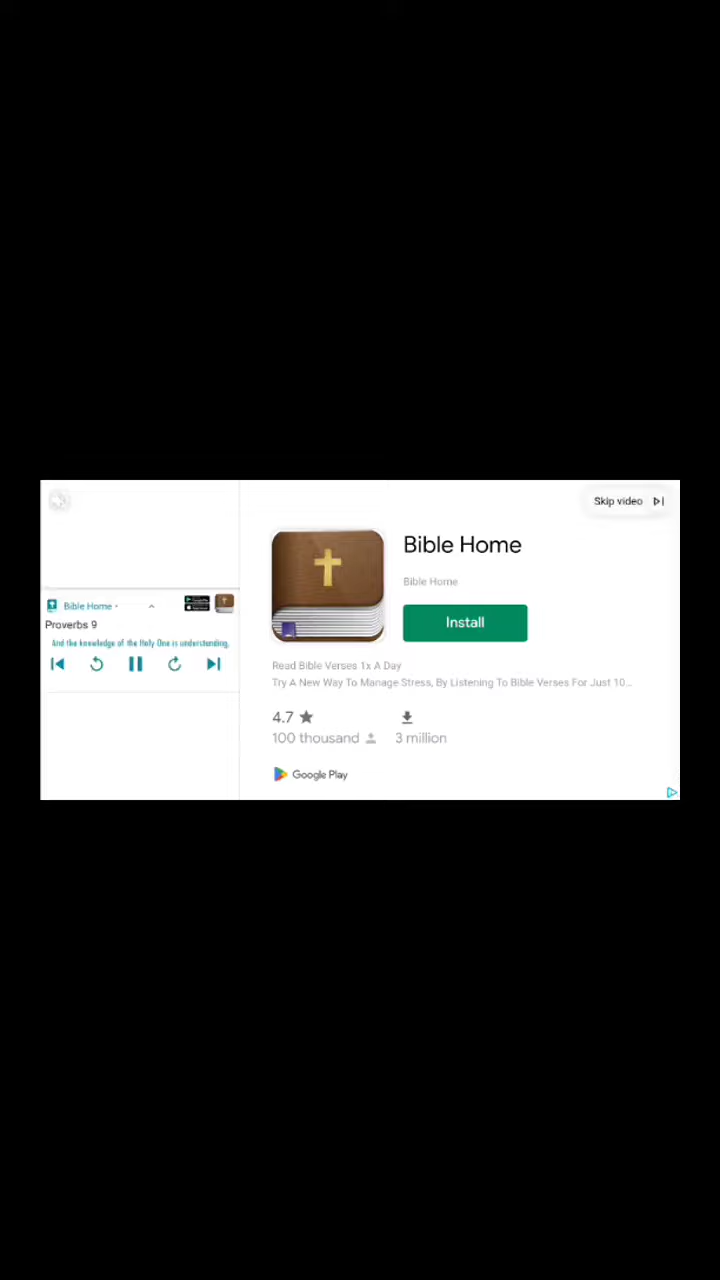 Skip video
Bible Home
Bible Home
Install
Bible Home
Proverbs 9
And the knowledge of the Holy One is understanding.
Read Bible Verses 1x A Day
Try A New Way To Manage Stress, By Listening To Bible Verses For Just 10...
4.7
100 thousand
3 million
Google Play